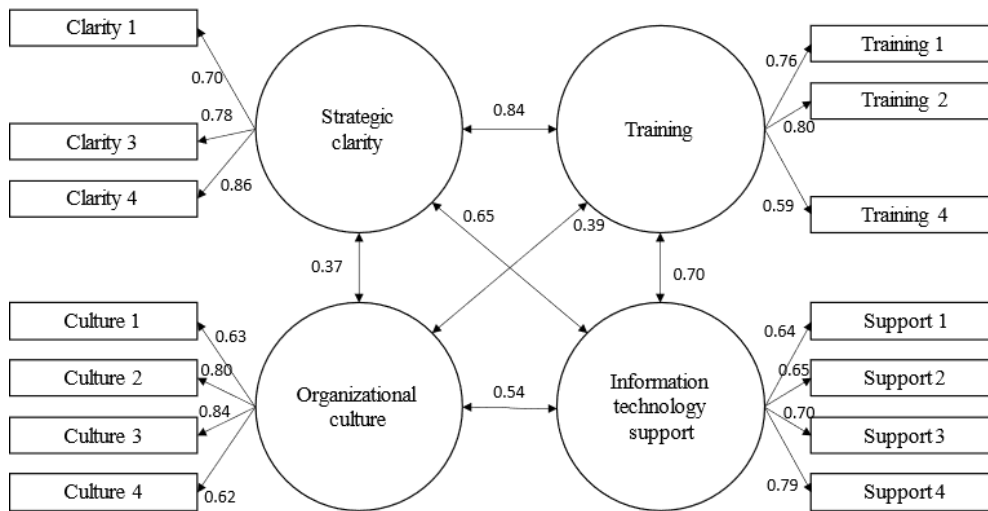 Clarity 1
0.70
0.78
Clarity 3
0.86
Clarity 4
Strategic
clarity
0.84
Training
0.76
Training 1
Training 2
0.80
0.59
Training 4
0.65
0.39
0.37
0.70
Culture 1
0.63
Culture 2
0.80
0.84
Culture 3
Culture 4
0.62
Organizational
culture
0.54
Information
technology
support
0.64
Support 1
0.65
Support 2
0.70
Support 3
0.79
Support 4